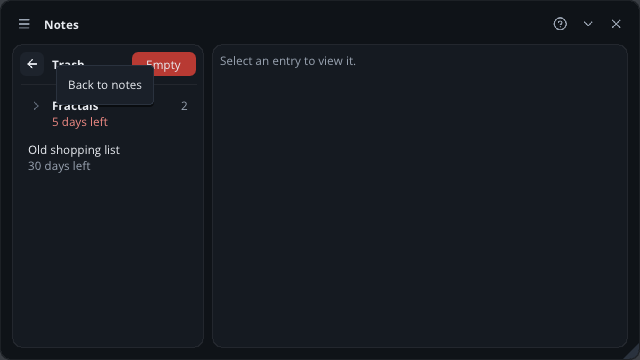 Notes
Trash
Empty
Back to notes
Fractals 2
5 days left
Old shopping list
30 days left
Select an entry to view it.